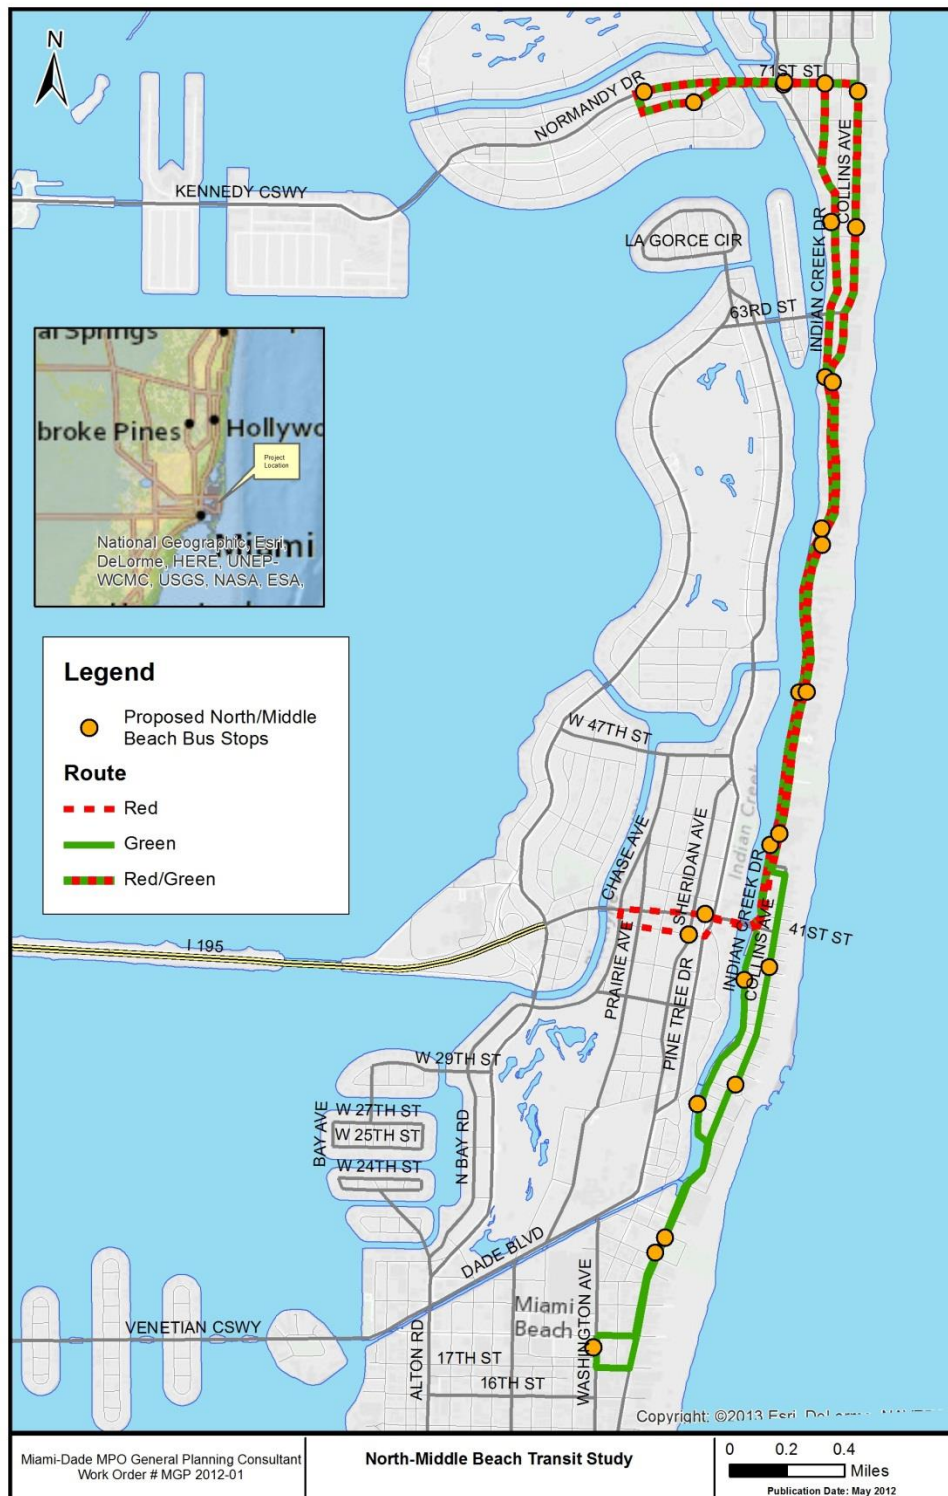 N
71ST ST
NORMANDY DR
COLLINS AVE
KENNEDY CSWY
LA GORCE CIR
INDIAN CREEK DR
63RD ST
al Springs
broke Pines
Hollywo
Project
Location
Miami
National Geographic, Esri,
DeLorme, HERE, UNEP-
WCMC, USGS, NASA, ESA,
Legend
Proposed North/Middle
Beach Bus Stops
Route
Red
Green
Red/Green
W 47TH ST
Indian Creek
CHASE AVE
SHERIDAN AVE
INDIAN CREEK DR
COLLINS AVE
41ST ST
I 195
PRAIRIE AVE
PINE TREE DR
W 29TH ST
W 27TH ST
BAY AVE
W 25TH ST
N BAY RD
W 24TH ST
DADE BLVD
WASHINGTON AVE
Miami
Beach
VENETIAN CSWY
ALTON RD
17TH ST
16TH ST
Copyright: ©2013 Esri, DeLorme, NAVTEQ
Miami-Dade MPO General Planning Consultant
Work Order # MGP 2012-01
North-Middle Beach Transit Study
0 0.2 0.4
Miles
Publication Date: May 2012